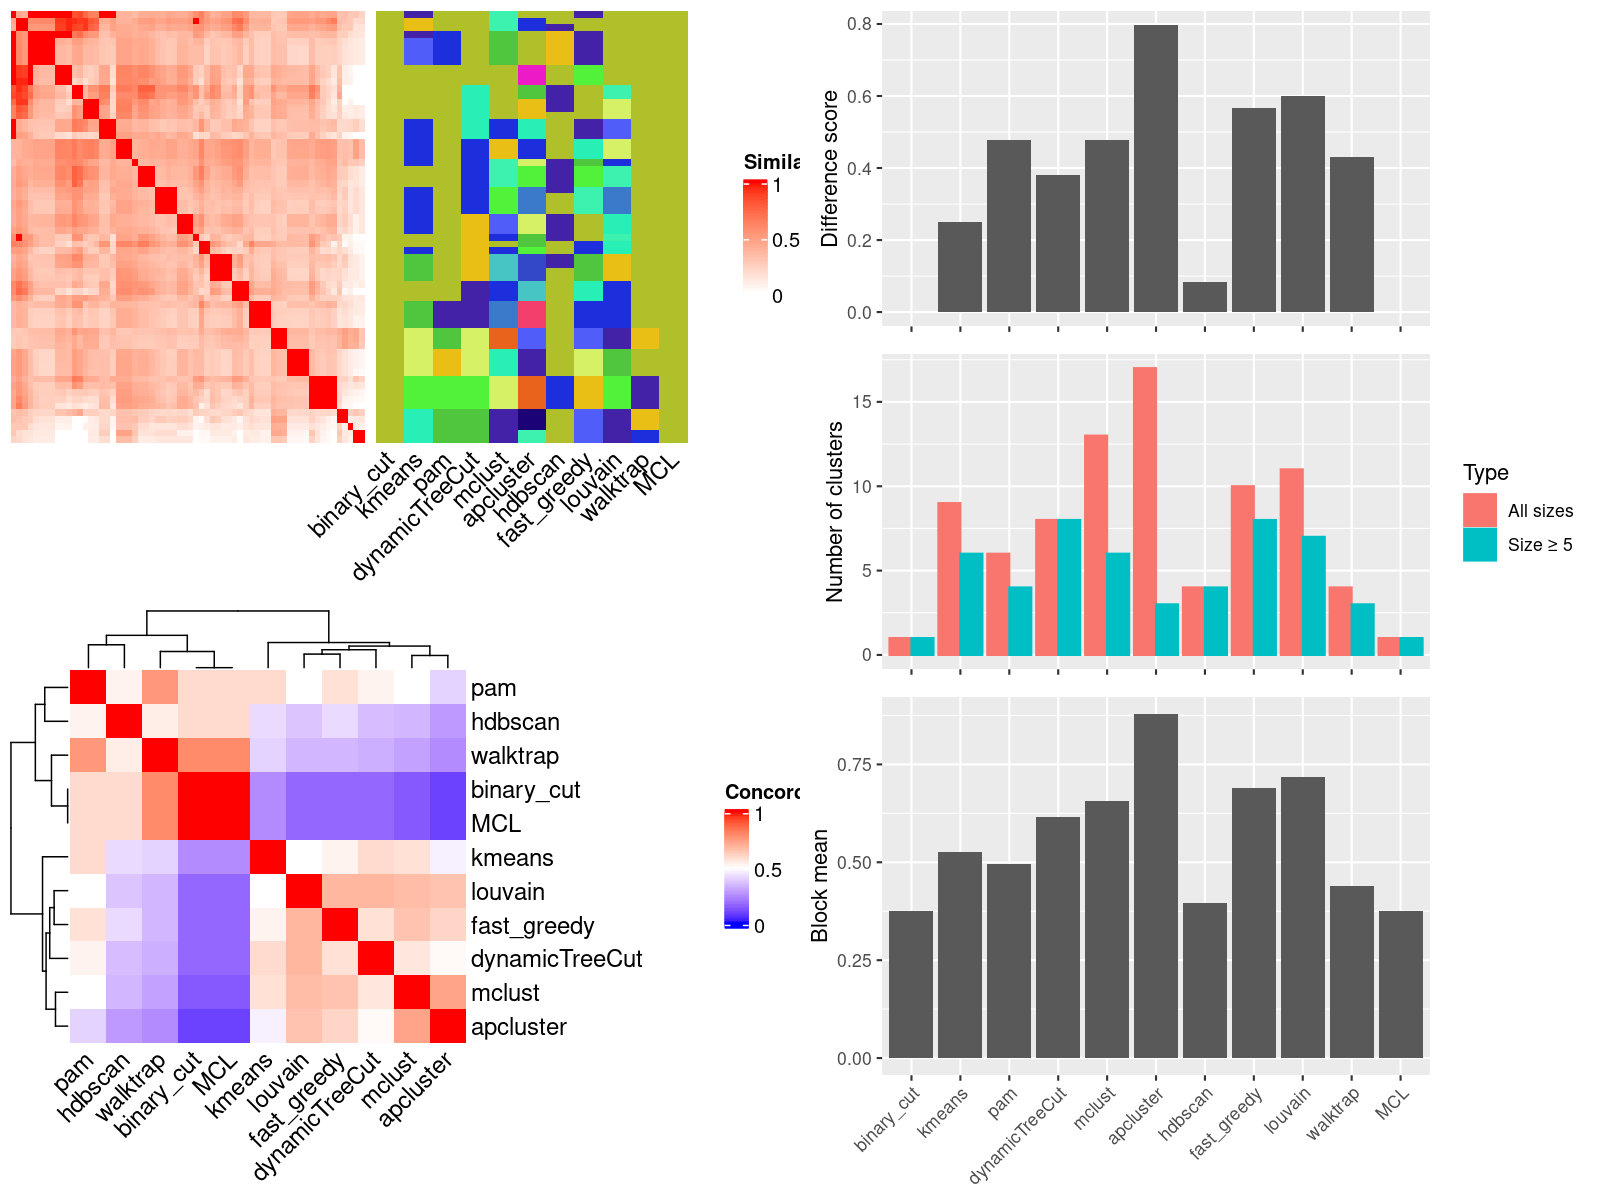 Simila
1
0.5
0
binary_cut
kmeans
pam
dynamicTreeCut
mclust
apcluster
hdbscan
fast_greedy
louvain
walktrap
MCL
pam
hdbscan
walktrap
binary_cut
MCL
kmeans
louvain
fast_greedy
dynamicTreeCut
mclust
apcluster
pam
hdbscan
walktrap
binary_cut
MCL
kmeans
louvain
fast_greedy
dynamicTreeCut
mclust
apcluster
Concord
1
0.5
0
Difference score
0.8
0.6
0.4
0.2
0.0
Number of clusters
15
10
5
0
Type
All sizes
Size ≥ 5
Block mean
0.75
0.50
0.25
0.00
binary_cut
kmeans
pam
dynamicTreeCut
mclust
apcluster
hdbscan
fast_greedy
louvain
walktrap
MCL